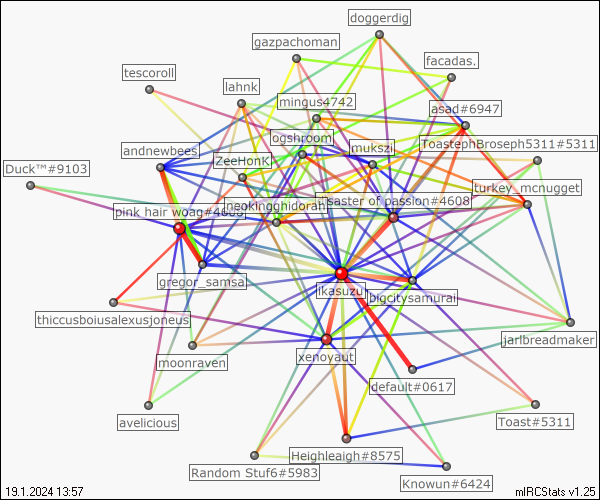 doggerdig
gazpachoman
facadas.
tescoroll
lahnk
mingus4742
asad#6947
ogshroom
mukszi
ToastephBroseph5311#5311
andnewbees
ZeeHonK
Duck™#9103
turkey_mcnugget
neokingghidorah
saster of passion#4608
pink hair woag#4809
gregor_samsa
ikasuzu
bigcitysamurai
thiccusboiusalexusjoneus
xenoyaut
jarlbreadmaker
moonraven
default#0617
avelicious
Toast#5311
Heighleaigh#8575
Random Stuf6#5983
Knowun#6424
19.1.2024 13:57
mIRCStats v1.25